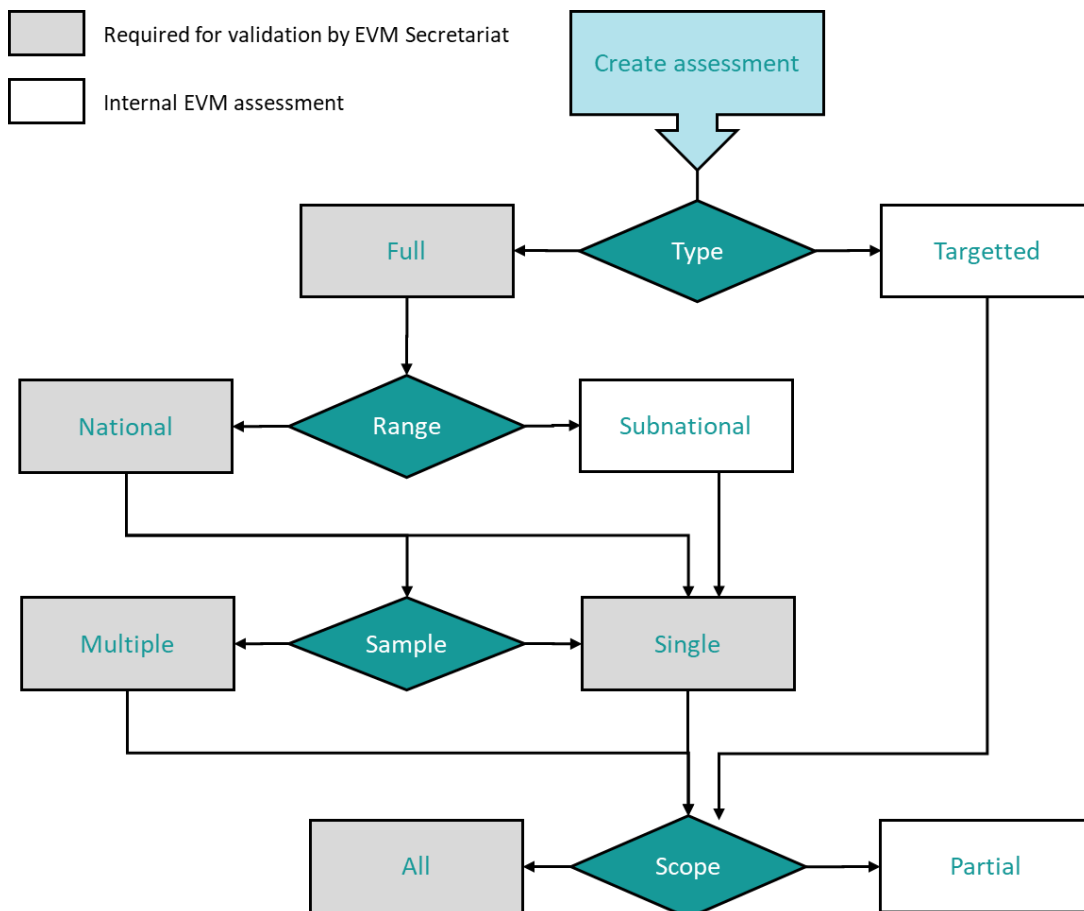 Required for validation by EVM Secretariat
Internal EVM assessment
Create assessment
Full
Type
Targetted
National
Range
Subnational
Multiple
Sample
Single
All
Scope
Partial